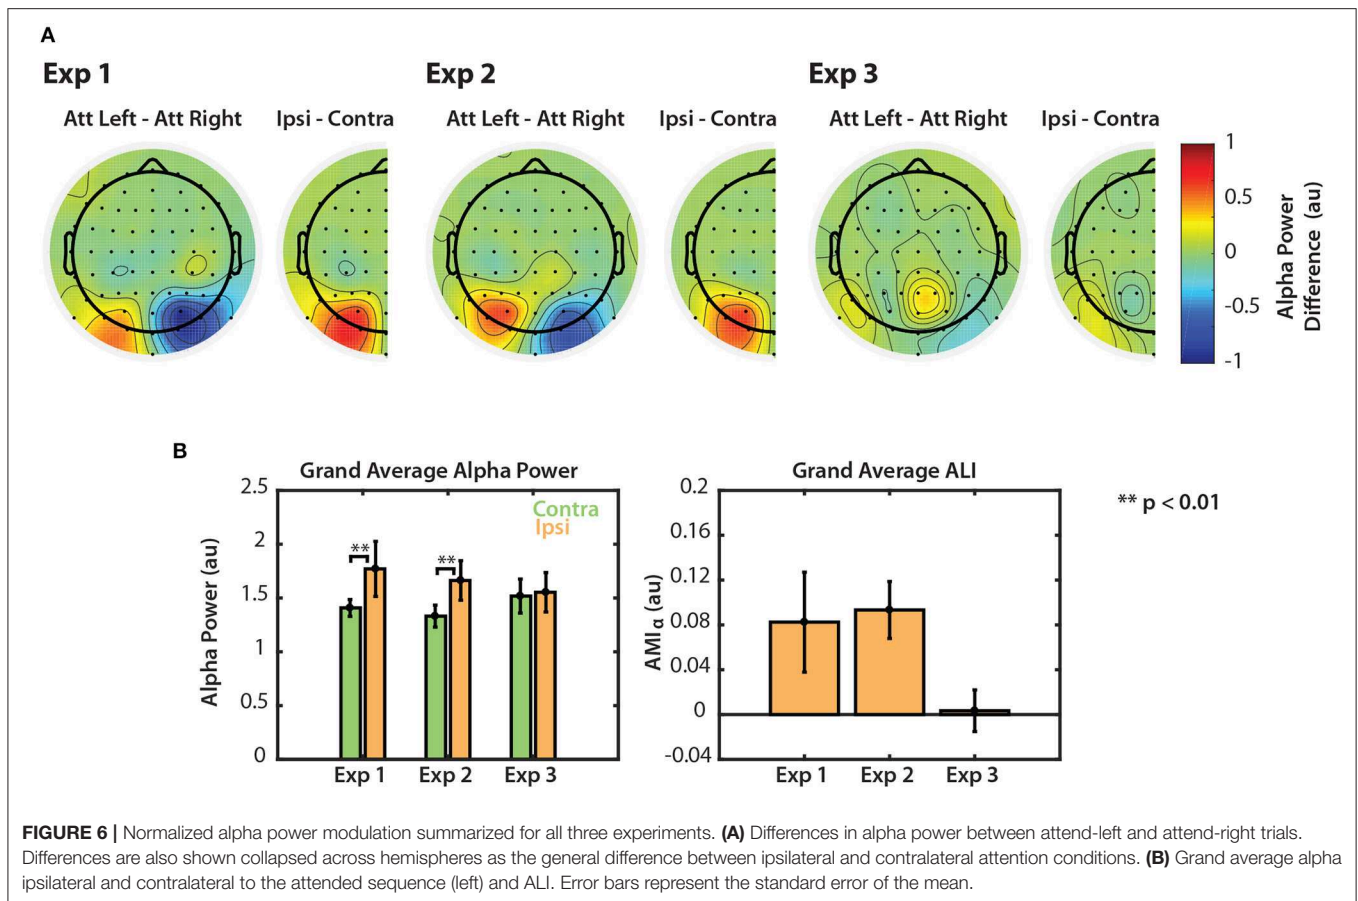 A
Exp 1
Exp 2
Exp 3
Att Left - Att Right
Ipsi - Contra
Att Left - Att Right
Ipsi - Contra
Att Left - Att Right
Ipsi - Contra
1
0.5
0
-0.5
-1
Alpha Power
Difference (au)
B
Grand Average Alpha Power
Alpha Power (au)
2.5
2
1.5
1
0.5
0
Contra
Ipsi
**
**
Exp 1
Exp 2
Exp 3
Grand Average ALI
AMIα (au)
0.2
0.16
0.12
0.08
0.04
0
-0.04
Exp 1
Exp 2
Exp 3
** p < 0.01
FIGURE 6 | Normalized alpha power modulation summarized for all three experiments. (A) Differences in alpha power between attend-left and attend-right trials.
Differences are also shown collapsed across hemispheres as the general difference between ipsilateral and contralateral attention conditions. (B) Grand average alpha
ipsilateral and contralateral to the attended sequence (left) and ALI. Error bars represent the standard error of the mean.